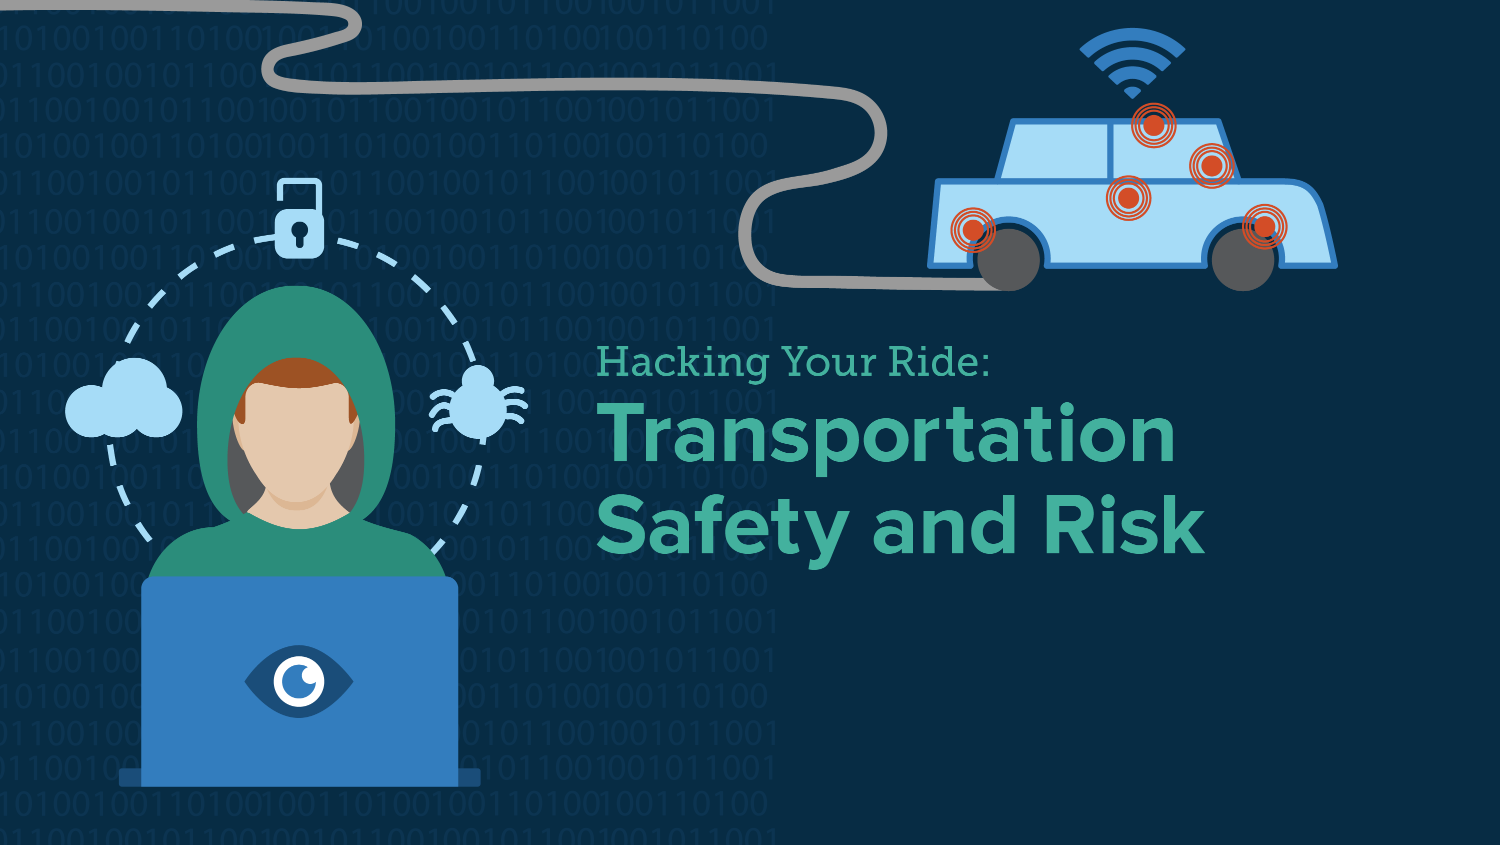 Hacking Your Ride:
Transportation
Safety and Risk